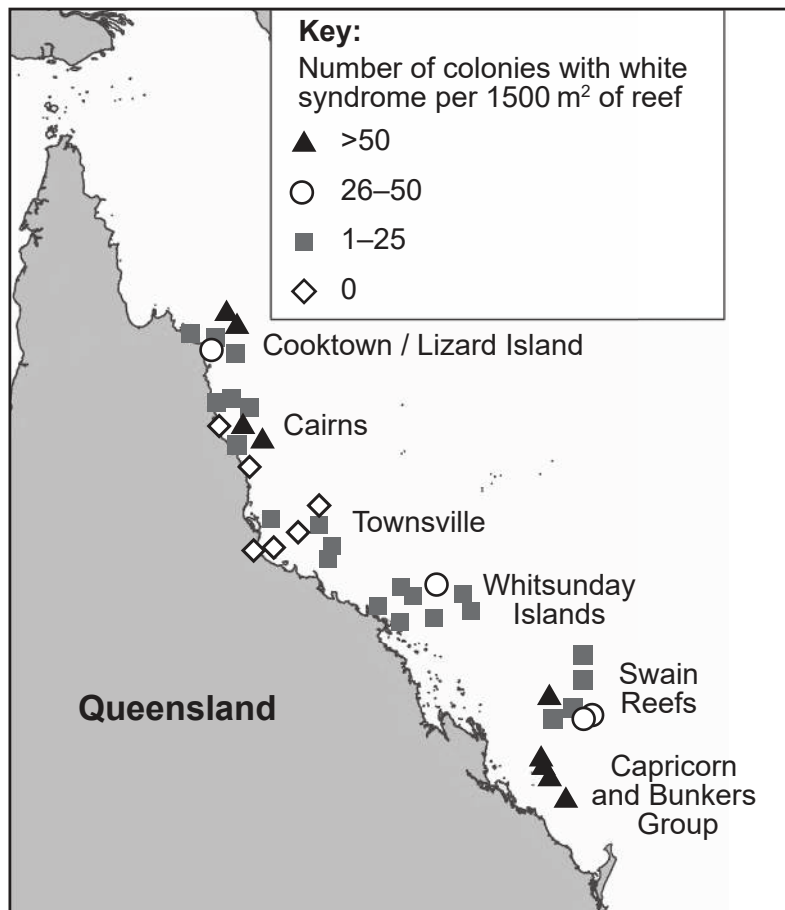 Key:
Number of colonies with white
syndrome per 1500 m² of reef
>50
26–50
1–25
0
Cooktown / Lizard Island
Cairns
Townsville
Whitsunday
Islands
Swain
Reefs
Queensland
Capricorn
and Bunkers
Group